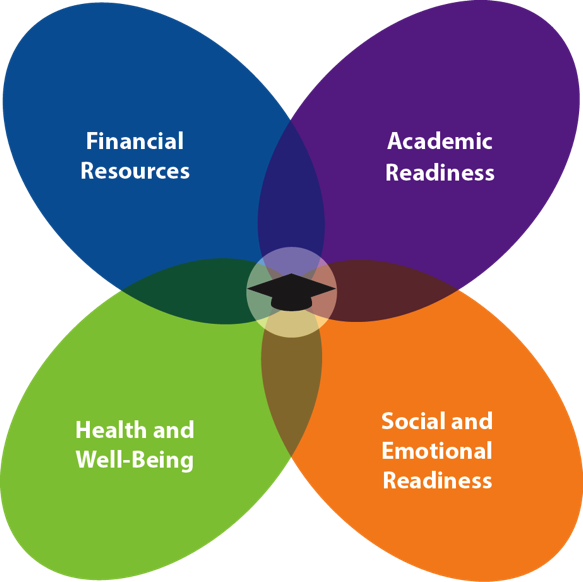 Financial
Resources
Academic
Readiness
Health and
Well-Being
Social and
Emotional
Readiness